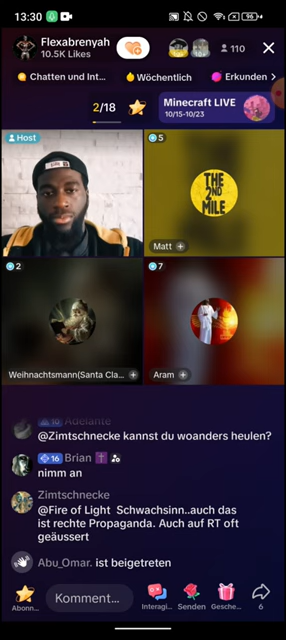 13:30
96%
Flexabrenyah
10.5K Likes
110
Chatten und Int...
Wöchentlich
Erkunden
2/18
Minecraft LIVE
10/15-10/23
Host
5
THE
2ND
MILE
Matt
2
7
Weihnachtsmann(Santa Cla...
Aram
10 Adelante
@Zimtschnecke kannst du woanders heulen?
16 Brian
nimm an
Zimtschnecke
@Fire of Light Schwachsinn..auch das
ist rechte Propaganda. Auch auf RT oft
geäussert
Abu_Omar. ist beigetreten
Komment...
Abonn...
Interagi...
Senden
Gesche...
6